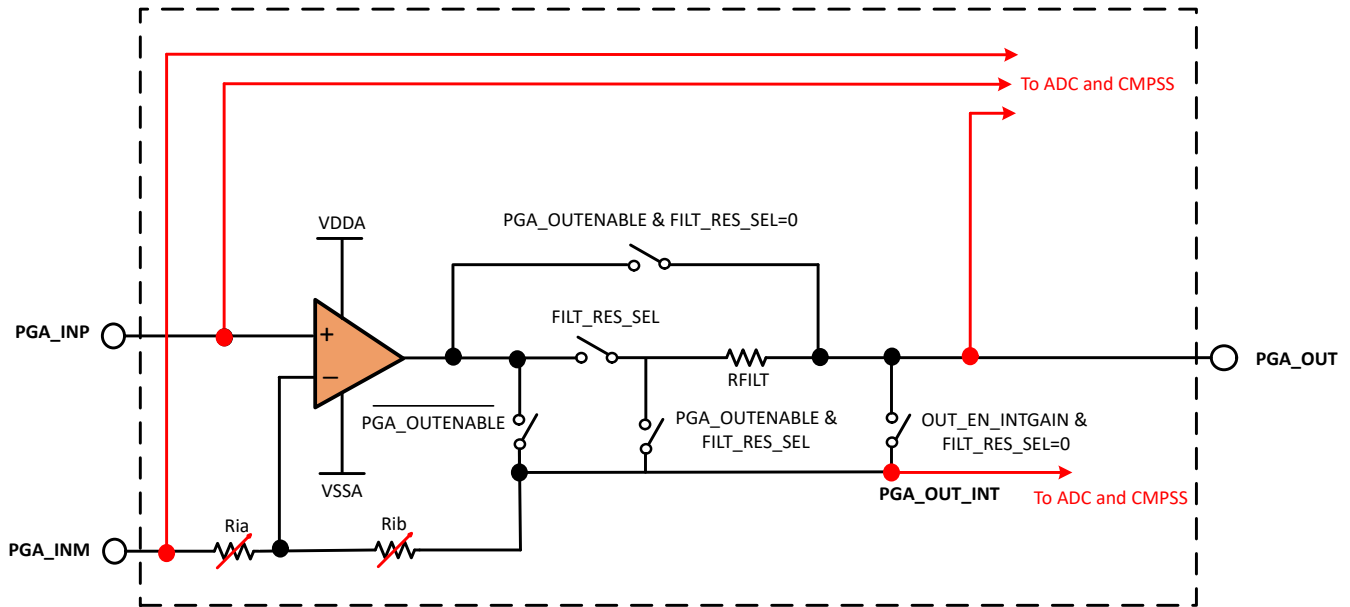 To ADC and CMPSS
VDDA
PGA_OUTENABLE & FILT_RES_SEL=0
PGA_INP
+
FILT_RES_SEL
−
RFILT
PGA_OUT
PGA_OUTENABLE
PGA_OUTENABLE &
FILT_RES_SEL
OUT_EN_INTGAIN &
FILT_RES_SEL=0
VSSA
PGA_OUT_INT
To ADC and CMPSS
PGA_INM
Ria
Rib